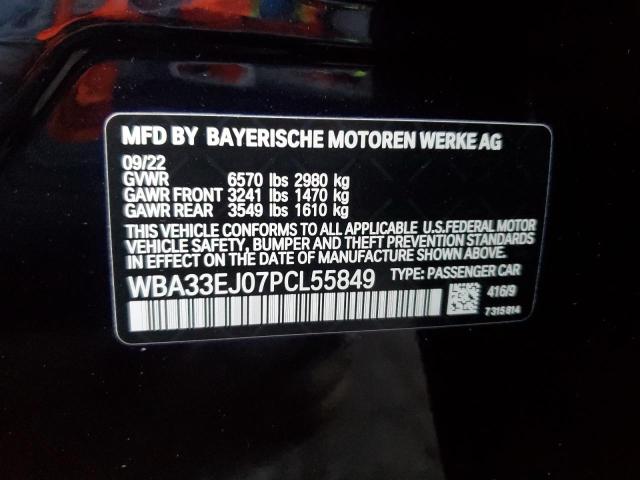 MFD BY BAYERISCHE MOTOREN WERKE AG
09/22
GVWR 6570 lbs 2980 kg
GAWR FRONT 3241 lbs 1470 kg
GAWR REAR 3549 lbs 1610 kg
THIS VEHICLE CONFORMS TO ALL APPLICABLE U.S.FEDERAL MOTOR
VEHICLE SAFETY, BUMPER AND THEFT PREVENTION STANDARDS
IN EFFECT ON THE DATE OF MANUFACTURE SHOWN ABOVE.
WBA33EJ07PCL55849 TYPE: PASSENGER CAR
416/9
7315814